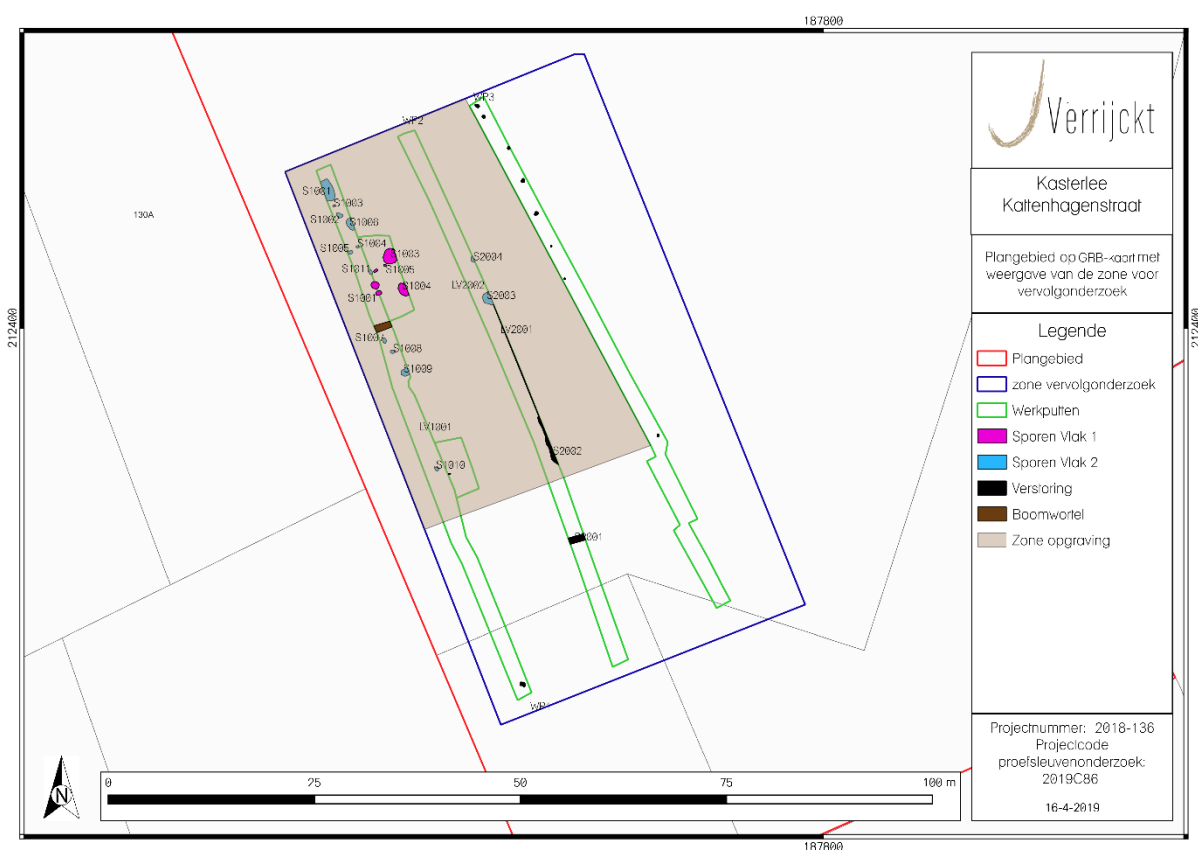 187800
Verrijckt
Kasterlee
Kattenhagenstraat
Plangebied op GRB-kaart met
weergave van de zone voor
vervolgonderzoek
Legende
Plangebied
zone vervolgonderzoek
Werkputten
Sporen Vlak 1
Sporen Vlak 2
Verstoring
Boomwortel
Zone opgraving
Projectnummer: 2018-136
Projectcode
proefsleuvenonderzoek:
2019C86
16-4-2019
212400
212400
130A
WP3
WP2
S1001
S1003
S1002
S1006
S1004
S1005
S1003
S1011
S1005
S1004
S1001
S1007
S1008
S1009
LV1001
S1010
S2004
LV2002
S2003
LV2001
S2002
WP1
N
0
25
50
75
100 m
187800